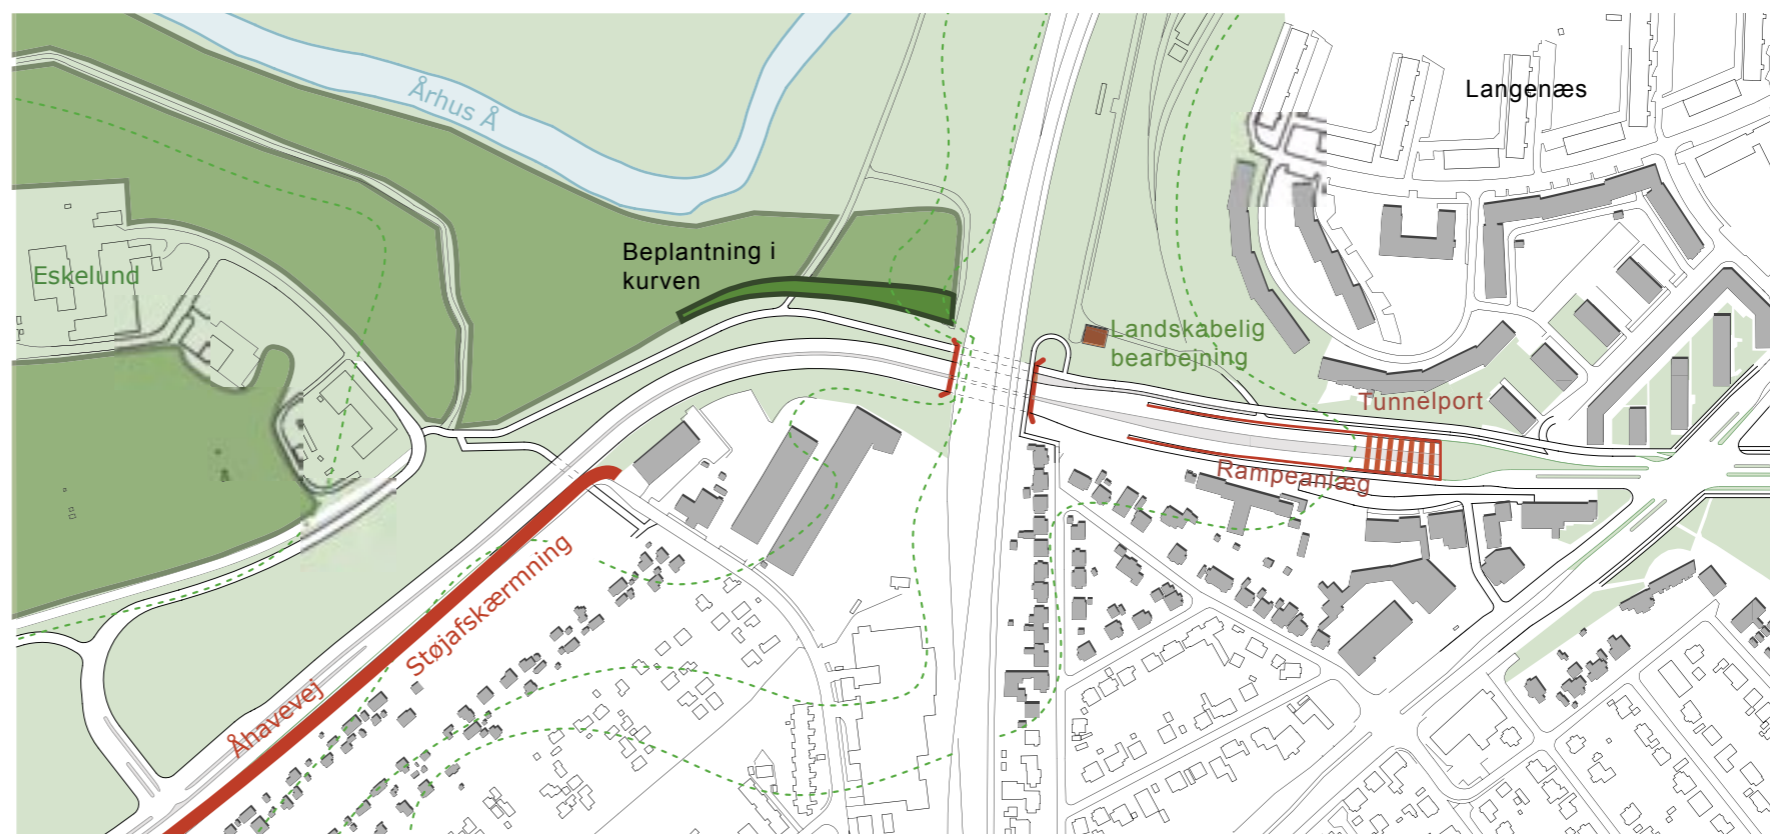 Langenæs
Århus Å
Beplantning i
kurven
Eskelund
Landskabelig
bearbejning
Tunnelport
Rampeanlæg
Støjafskærmning
Åhavevej